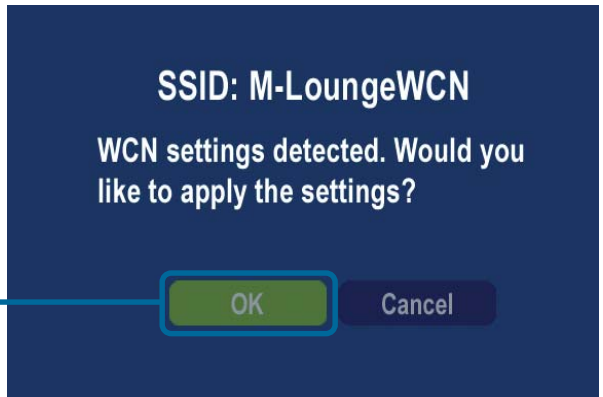 SSID: M-LoungeWCN
WCN settings detected. Would you
like to apply the settings?
OK
Cancel